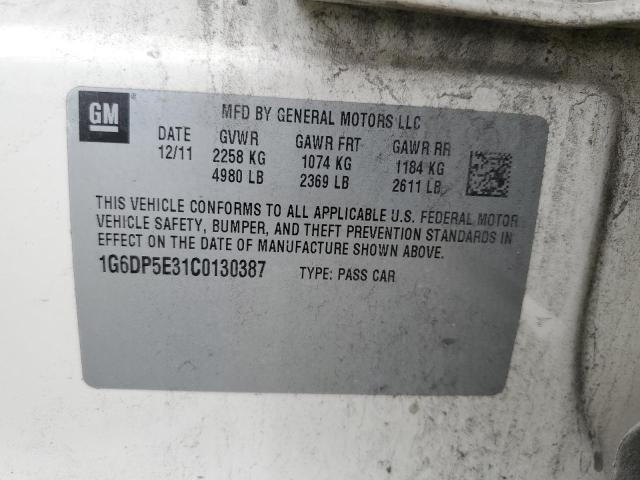 GM
MFD BY GENERAL MOTORS LLC
DATE GVWR GAWR FRT GAWR RR
12/11 2258 KG 1074 KG 1184 KG
4980 LB 2369 LB 2611 LB
THIS VEHICLE CONFORMS TO ALL APPLICABLE U.S. FEDERAL MOTOR
VEHICLE SAFETY, BUMPER, AND THEFT PREVENTION STANDARDS IN
EFFECT ON THE DATE OF MANUFACTURE SHOWN ABOVE.
1G6DP5E31C0130387 TYPE: PASS CAR